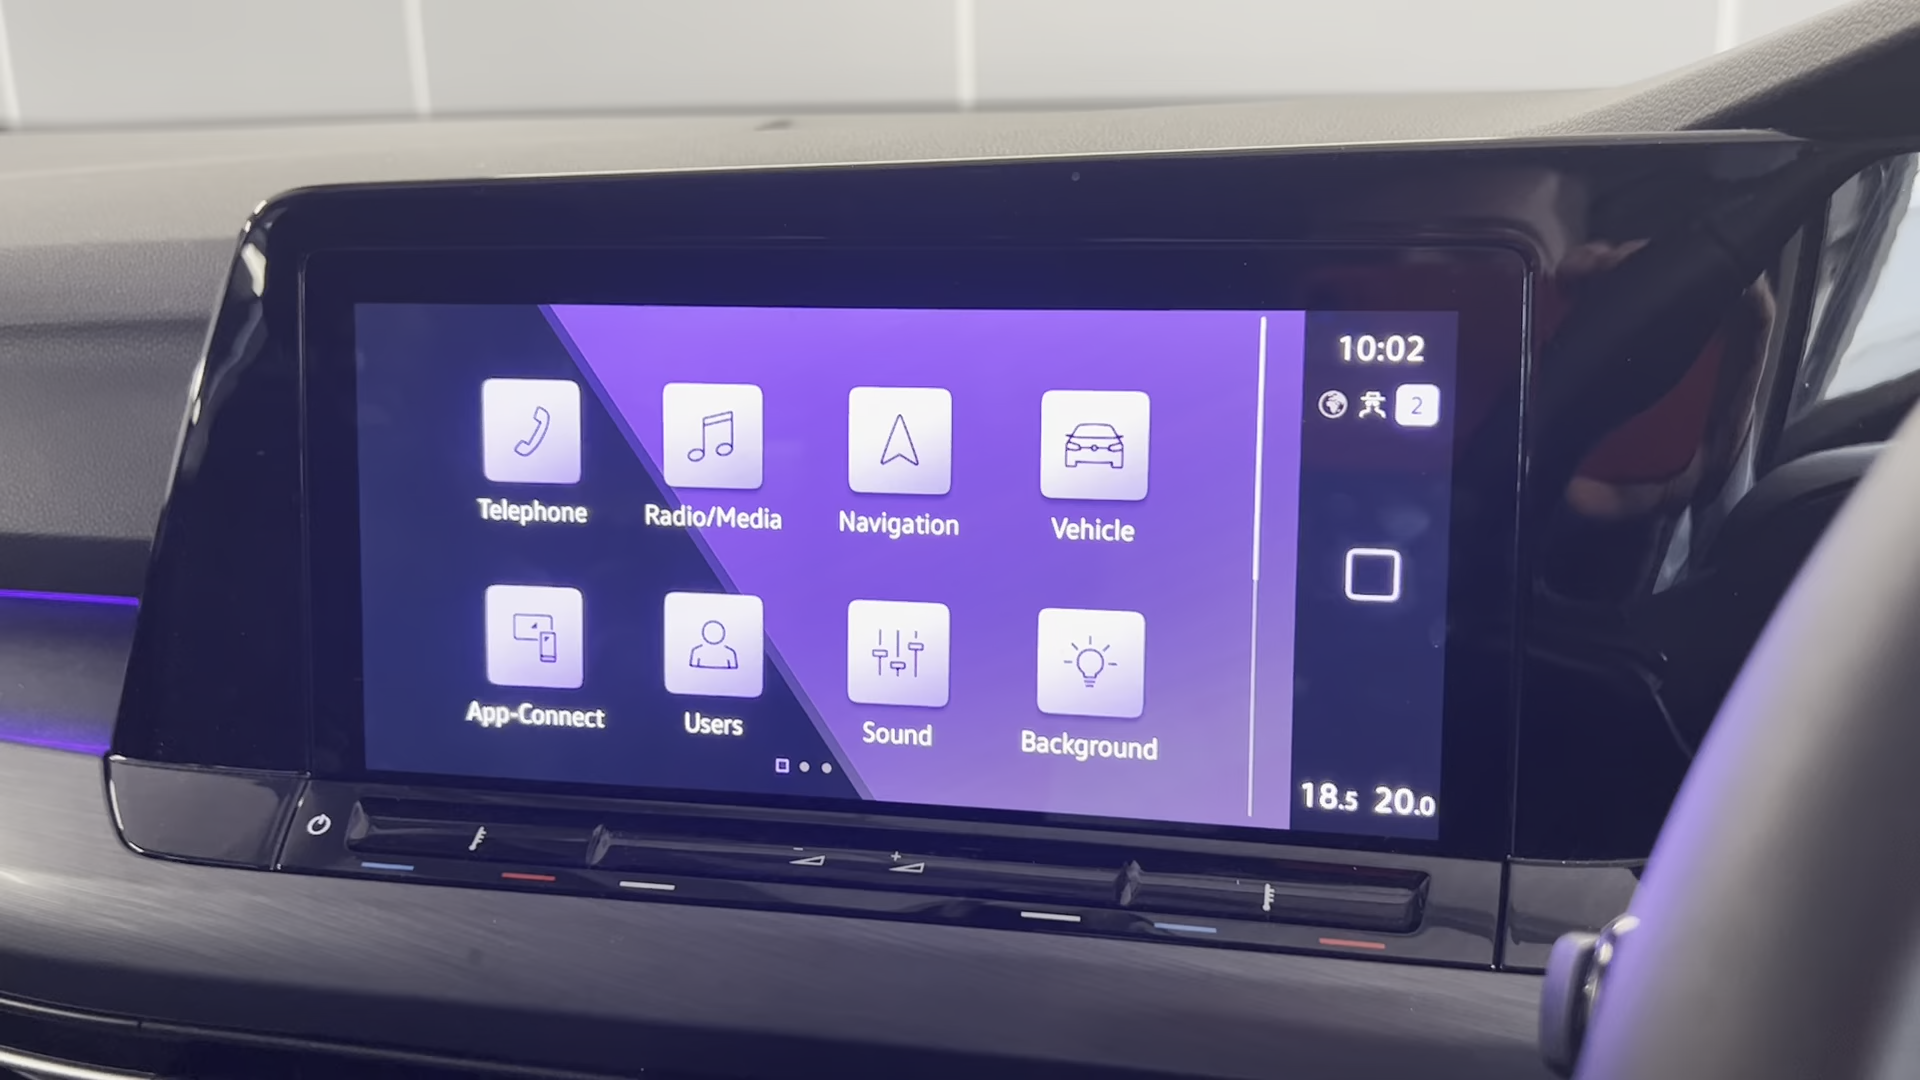 10:02
2
Telephone
Radio/Media
Navigation
Vehicle
App-Connect
Users
Sound
Background
18.5 20.0